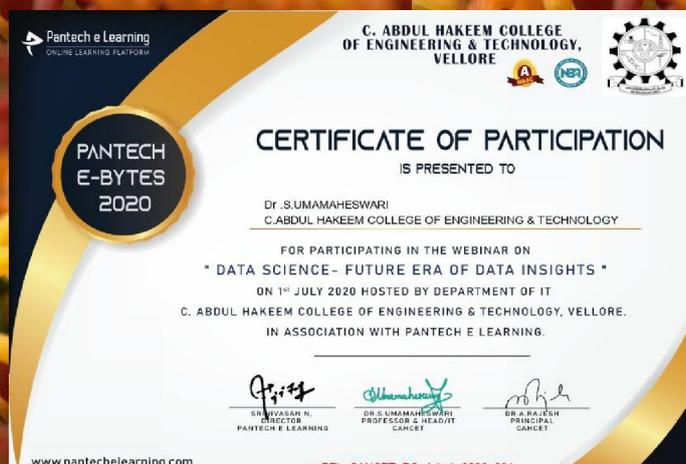 Pantech e Learning
ONLINE LEARNING PLATFORM
C. ABDUL HAKEEM COLLEGE
OF ENGINEERING & TECHNOLOGY,
VELLORE
A
NAAC
NBA
PANTECH
E-BYTES
2020
CERTIFICATE OF PARTICIPATION
IS PRESENTED TO
Dr .S.UMAMAHESWARI
C.ABDUL HAKEEM COLLEGE OF ENGINEERING & TECHNOLOGY
FOR PARTICIPATING IN THE WEBINAR ON
" DATA SCIENCE- FUTURE ERA OF DATA INSIGHTS "
ON 1st JULY 2020 HOSTED BY DEPARTMENT OF IT
C. ABDUL HAKEEM COLLEGE OF ENGINEERING & TECHNOLOGY, VELLORE.
IN ASSOCIATION WITH PANTECH E LEARNING.
SRINIVASAN N,
DIRECTOR
PANTECH E LEARNING
DR.S.UMAMAHESWARI
PROFESSOR & HEAD/IT
CAHCET
DR.A.RAJESH
PRINCIPAL
CAHCET
www.pantechelearning.com